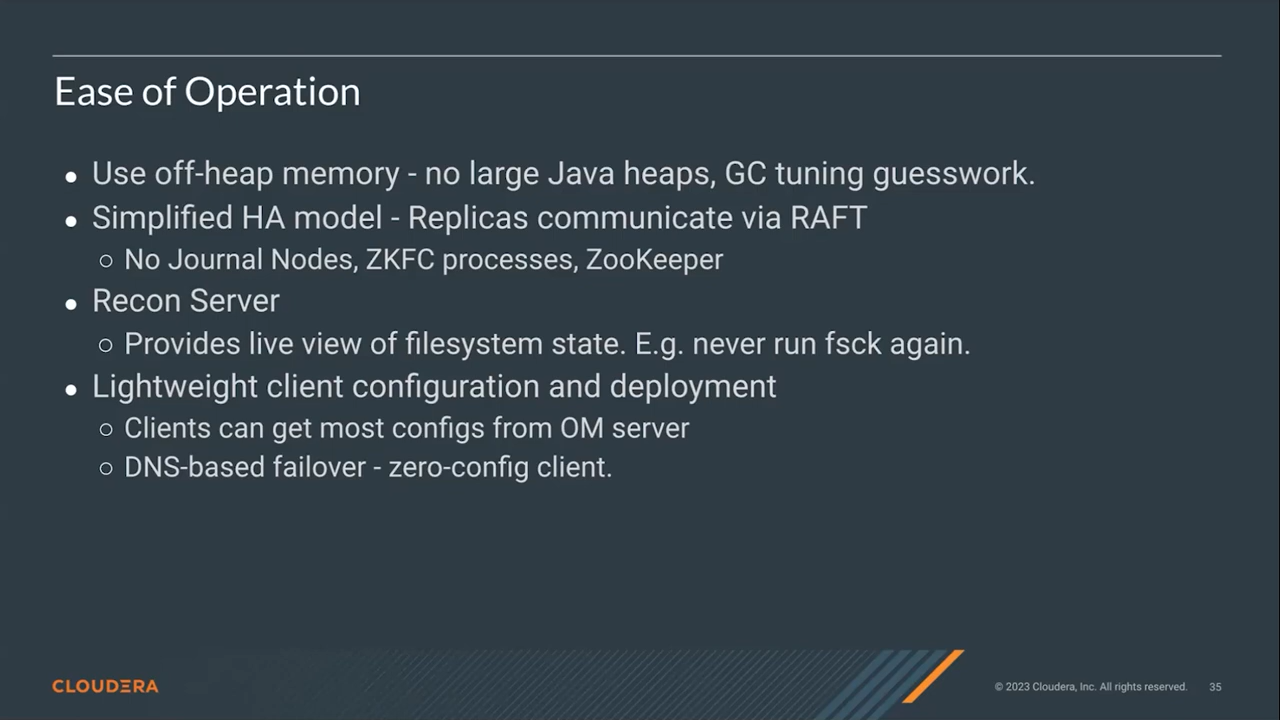 Ease of Operation
● Use off-heap memory - no large Java heaps, GC tuning guesswork.
● Simplified HA model - Replicas communicate via RAFT
○ No Journal Nodes, ZKFC processes, ZooKeeper
● Recon Server
○ Provides live view of filesystem state. E.g. never run fsck again.
● Lightweight client configuration and deployment
○ Clients can get most configs from OM server
○ DNS-based failover - zero-config client.
CLOUDERA
© 2023 Cloudera, Inc. All rights reserved. 35